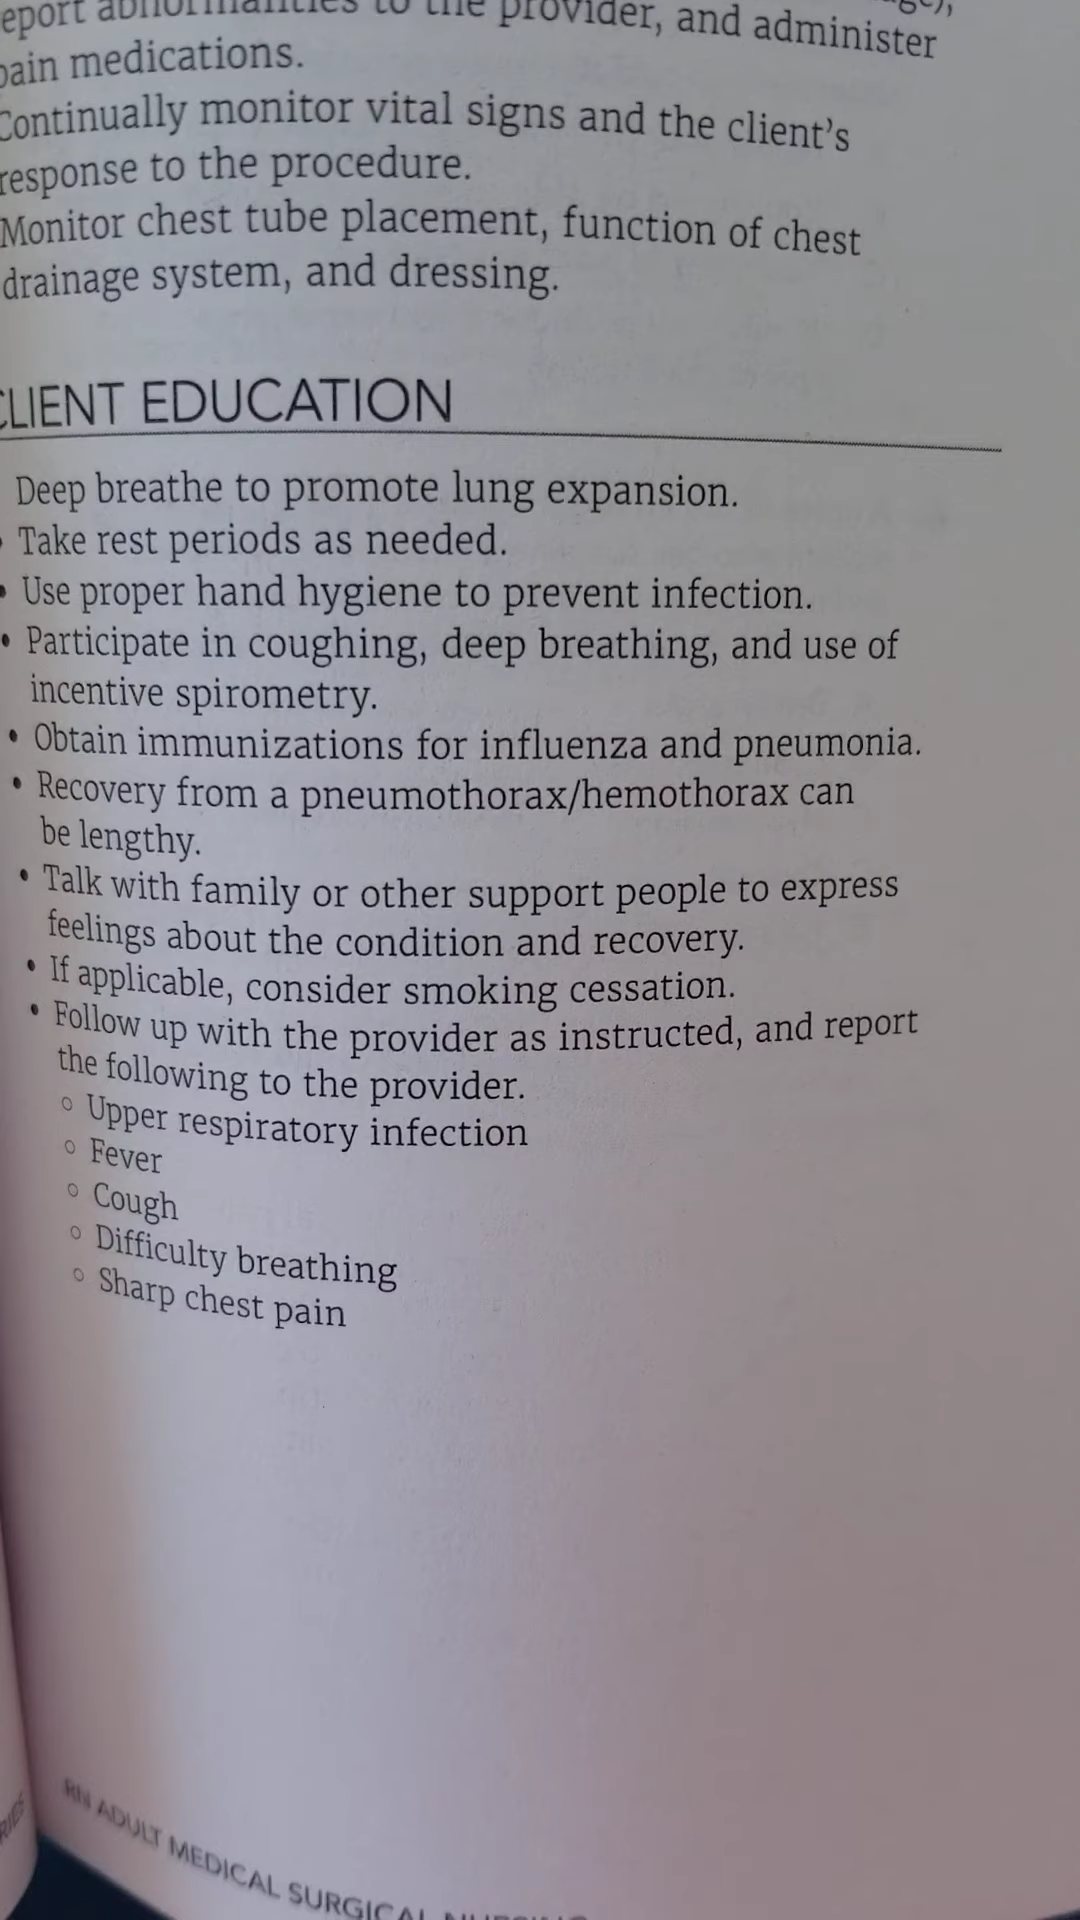 to the provider, and administer
pain medications.
Continually monitor vital signs and the client's
response to the procedure.
Monitor chest tube placement, function of chest
drainage system, and dressing.
CLIENT EDUCATION
Deep breathe to promote lung expansion.
• Take rest periods as needed.
• Use proper hand hygiene to prevent infection.
• Participate in coughing, deep breathing, and use of
incentive spirometry.
• Obtain immunizations for influenza and pneumonia.
• Recovery from a pneumothorax/hemothorax can
be lengthy.
• Talk with family or other support people to express
feelings about the condition and recovery.
• If applicable, consider smoking cessation.
• Follow up with the provider as instructed, and report
the following to the provider.
○ Upper respiratory infection
○ Fever
○ Cough
○ Difficulty breathing
○ Sharp chest pain
RN ADULT MEDICAL SURGICAL NURSING